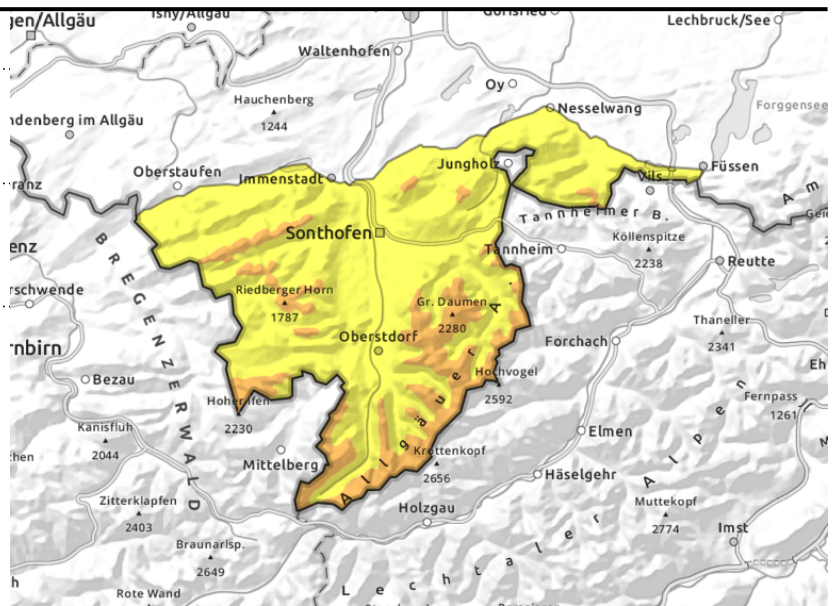 gen/Allgäu
Isny/Allgäu
Lechbruck/See
Waltenhofen
Oy
Hauchenberg
1244
Nesselwang
Forggensee
ndenberg im Allgäu
Oberstaufen
Immenstadt
Jungholz
Füssen
Vils
ranz
A m
Tannheimer B.
Sonthofen
Tannheim
Köllenspitze
2238
Reutte
enz
BREGENZERWALD
rschwende
Riedberger Horn
1787
Gr. Daumen
2280
Thaneller
2341
rnbirn
Oberstdorf
Forchach
Bezau
Hochvogel
2592
Eh
Hoher Ifen
2230
Fernpass
1261
Kanisfluh
2044
Elmen
chen
Mittelberg
Krottenkopf
2656
Allgäuer A.
Häselgehr
Zitterklapfen
2403
Holzgau
Muttekopf
2774
Imst
Braunarlsp.
2649
Lechtaler Alpen
h
Rote Wand